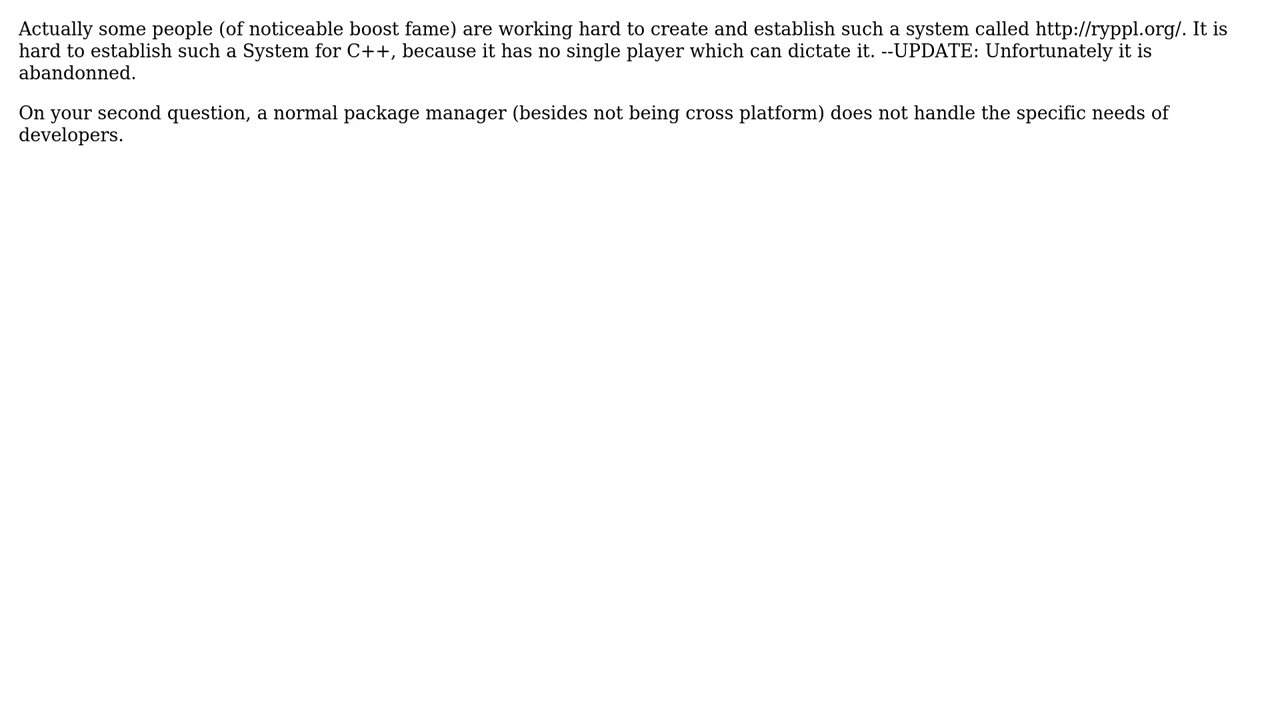 Actually some people (of noticeable boost fame) are working hard to create and establish such a system called http://ryppl.org/. It is
hard to establish such a System for C++, because it has no single player which can dictate it. --UPDATE: Unfortunately it is
abandonned.
On your second question, a normal package manager (besides not being cross platform) does not handle the specific needs of
developers.